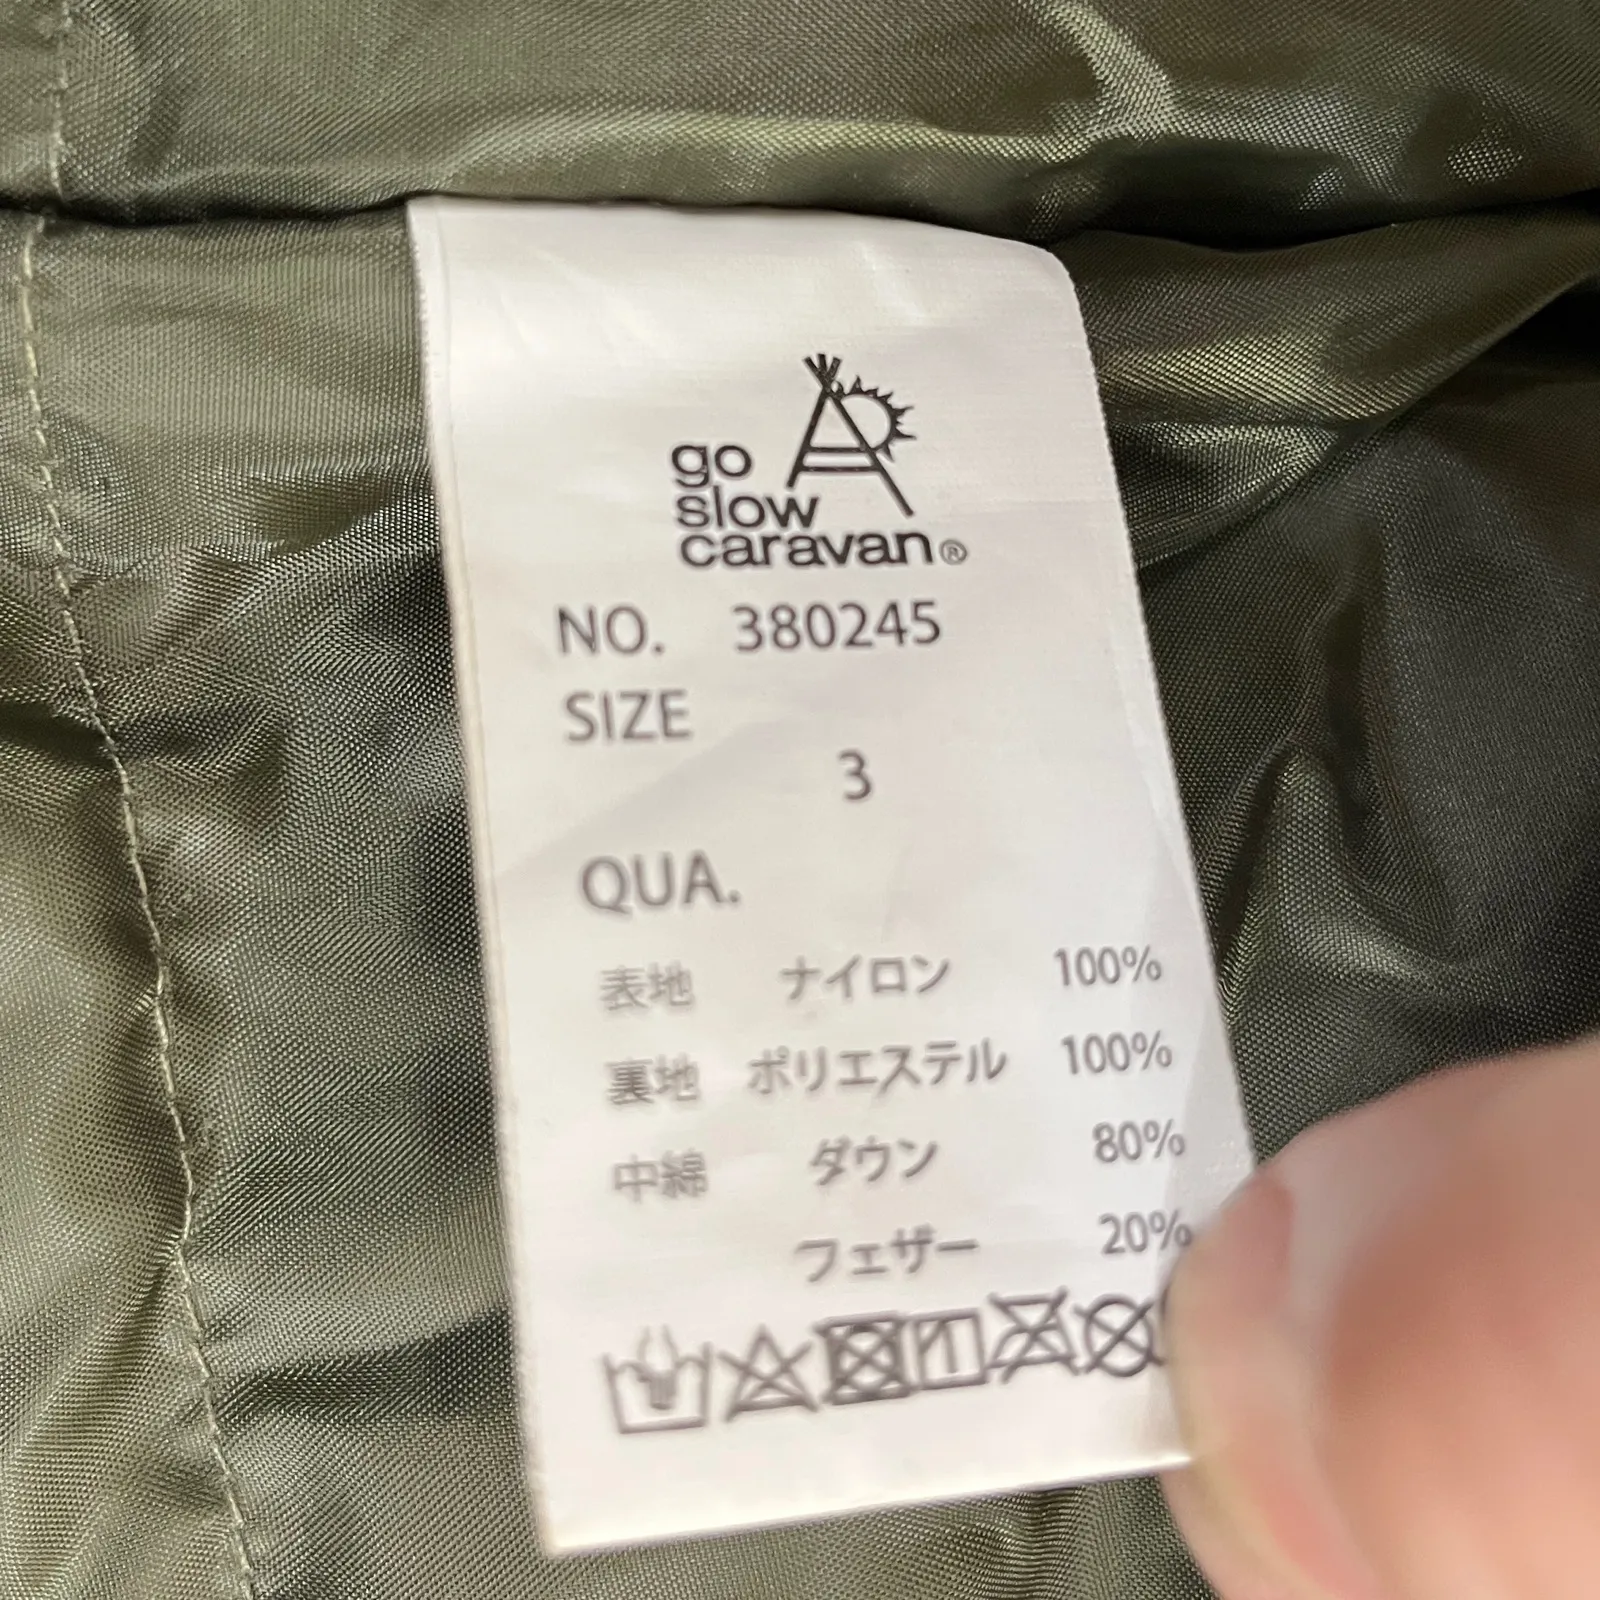 go
slow
caravan®
NO. 380245
SIZE
3
QUA.
表地 ナイロン 100%
裏地 ポリエステル 100%
中綿 ダウン 80%
フェザー 20%